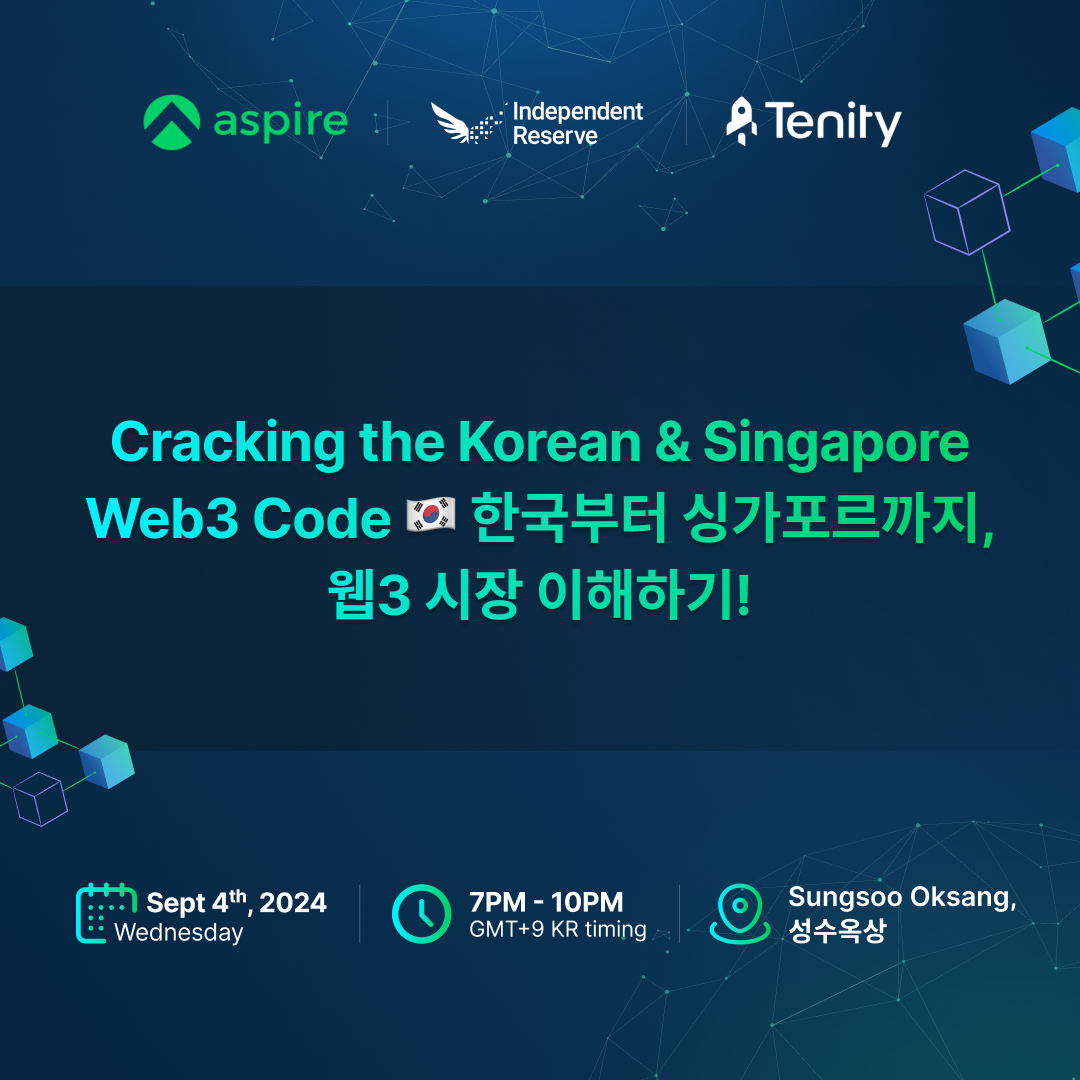 aspire
Independent
Reserve
Tenity
Cracking the Korean & Singapore
Web3 Code 🇰🇷 한국부터 싱가포르까지,
웹3 시장 이해하기!
Sept 4th, 2024
Wednesday
7PM - 10PM
GMT+9 KR timing
Sungsoo Oksang,
성수옥상